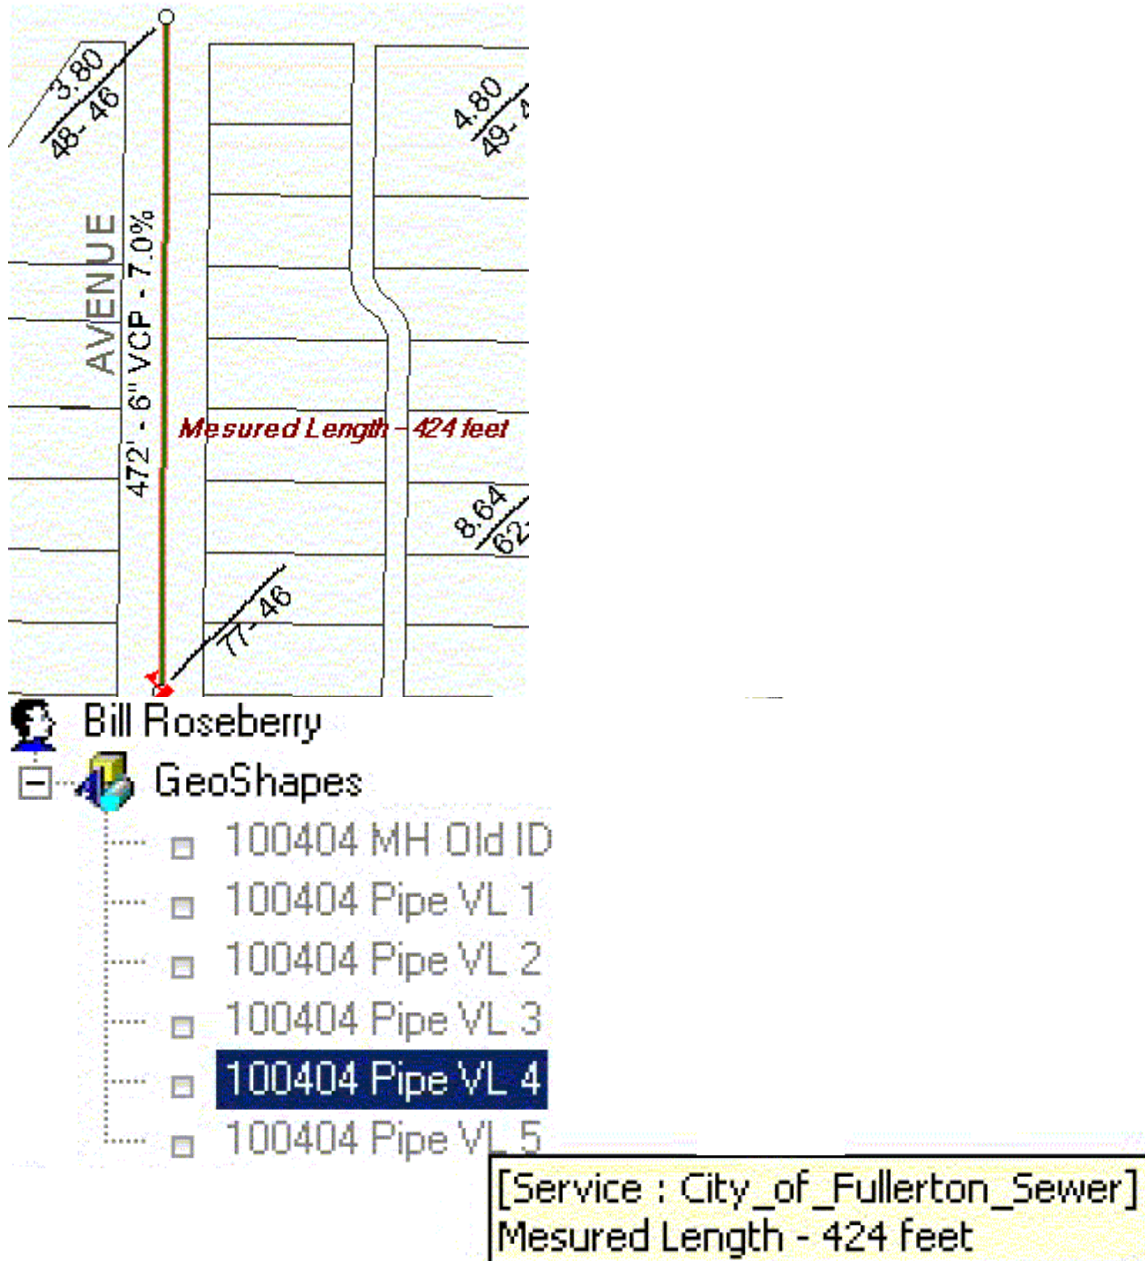 3.80
48- 46
4.80
49- 4
AVENUE
472' - 6" VCP - 7.0%
Mesured Length - 424 feet
8.64
62-
77- 46
Bill Roseberry
GeoShapes
100404 MH Old ID
100404 Pipe VL 1
100404 Pipe VL 2
100404 Pipe VL 3
100404 Pipe VL 4
100404 Pipe VL 5
[Service : City_of_Fullerton_Sewer]
Mesured Length - 424 feet